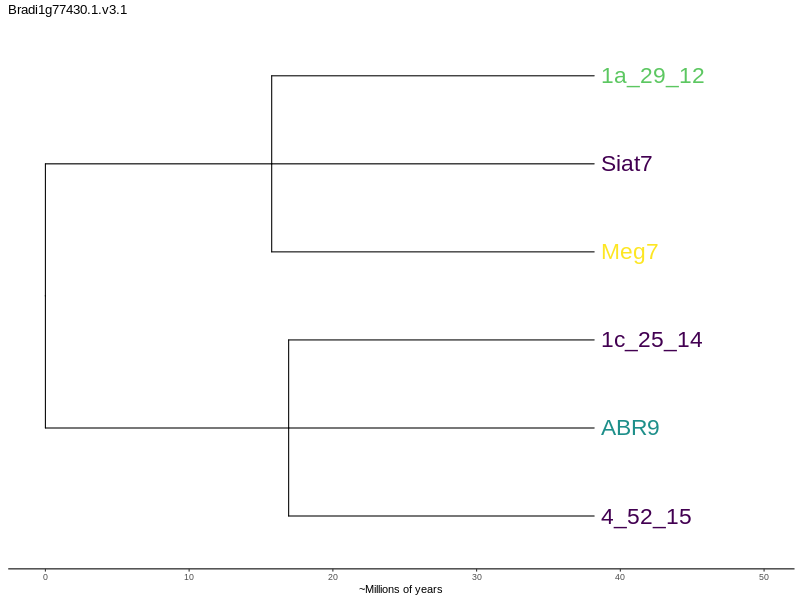 Bradi1g77430.1.v3.1
1a_29_12
Siat7
Meg7
1c_25_14
ABR9
4_52_15
0 10 20 30 40 50
~Millions of years